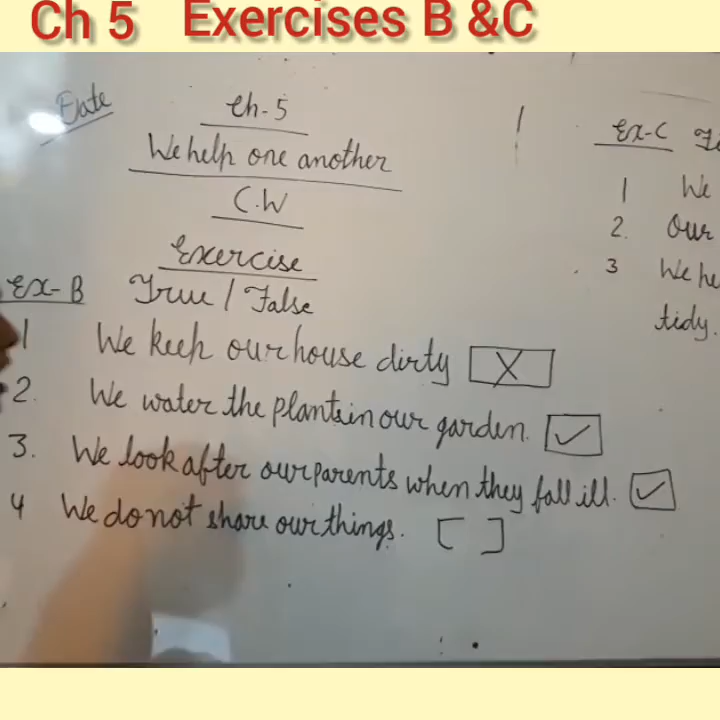 Ch 5 Exercises B &C
Date
Ch-5
We help one another
C.W
Exercise
Ex-B True/False
1 We keep our house dirty [X]
2. We water the plants in our garden. [✓]
3. We look after our parents when they fall ill. [✓]
4 We do not share our things. [ ]
Ex-C
1 We
2. Our
3 We he
tidy.